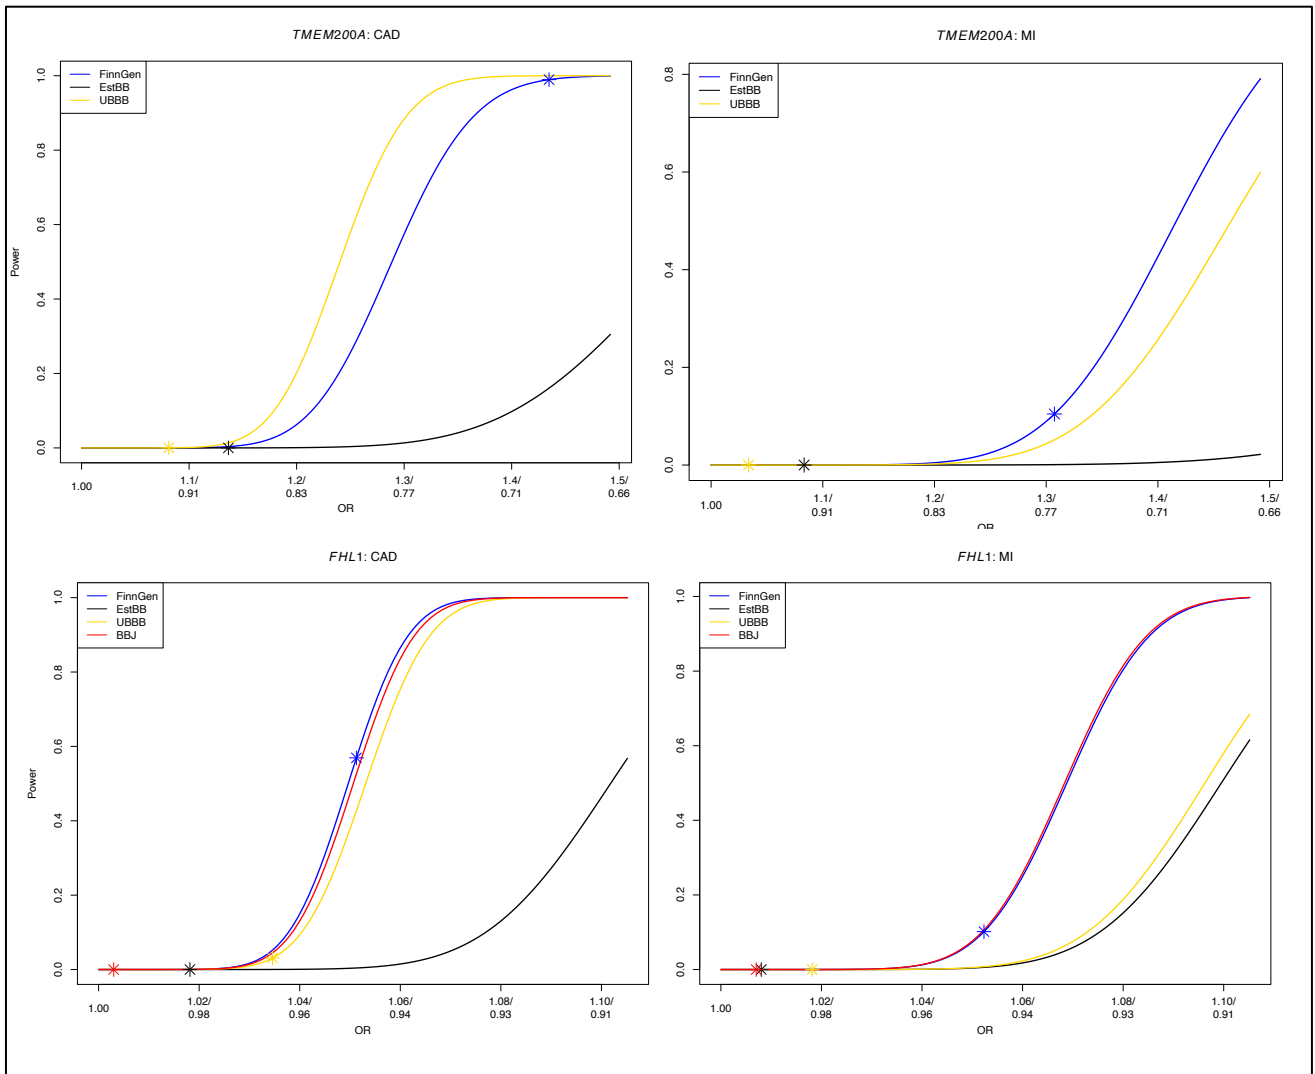 TMEM200A: CAD
FinnGen
EstBB
UBBB
Power
0.0
0.2
0.4
0.6
0.8
1.0
1.00
1.1/
0.91
1.2/
0.83
1.3/
0.77
1.4/
0.71
1.5/
0.66
OR
TMEM200A: MI
FinnGen
EstBB
UBBB
0.0
0.2
0.4
0.6
0.8
1.00
1.1/
0.91
1.2/
0.83
1.3/
0.77
1.4/
0.71
1.5/
0.66
OR
FHL1: CAD
FinnGen
EstBB
UBBB
BBJ
Power
0.0
0.2
0.4
0.6
0.8
1.0
1.00
1.02/
0.98
1.04/
0.96
1.06/
0.94
1.08/
0.93
1.10/
0.91
OR
FHL1: MI
FinnGen
EstBB
UBBB
BBJ
0.0
0.2
0.4
0.6
0.8
1.0
1.00
1.02/
0.98
1.04/
0.96
1.06/
0.94
1.08/
0.93
1.10/
0.91
OR